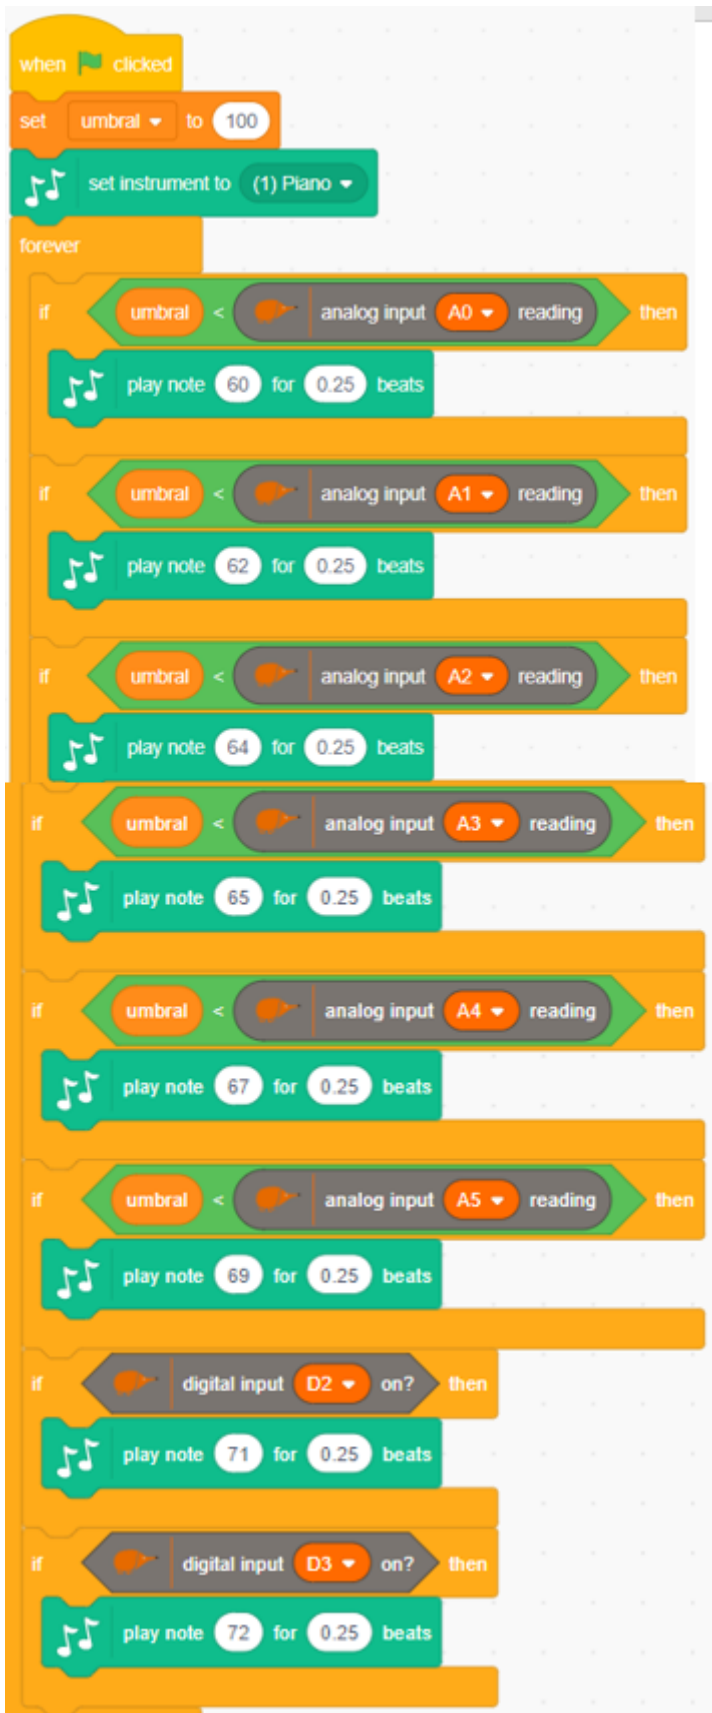 when clicked
set umbral to 100
set instrument to (1) Piano
forever
if umbral < analog input A0 reading then
play note 60 for 0.25 beats
if umbral < analog input A1 reading then
play note 62 for 0.25 beats
if umbral < analog input A2 reading then
play note 64 for 0.25 beats
if umbral < analog input A3 reading then
play note 65 for 0.25 beats
if umbral < analog input A4 reading then
play note 67 for 0.25 beats
if umbral < analog input A5 reading then
play note 69 for 0.25 beats
if digital input D2 on? then
play note 71 for 0.25 beats
if digital input D3 on? then
play note 72 for 0.25 beats